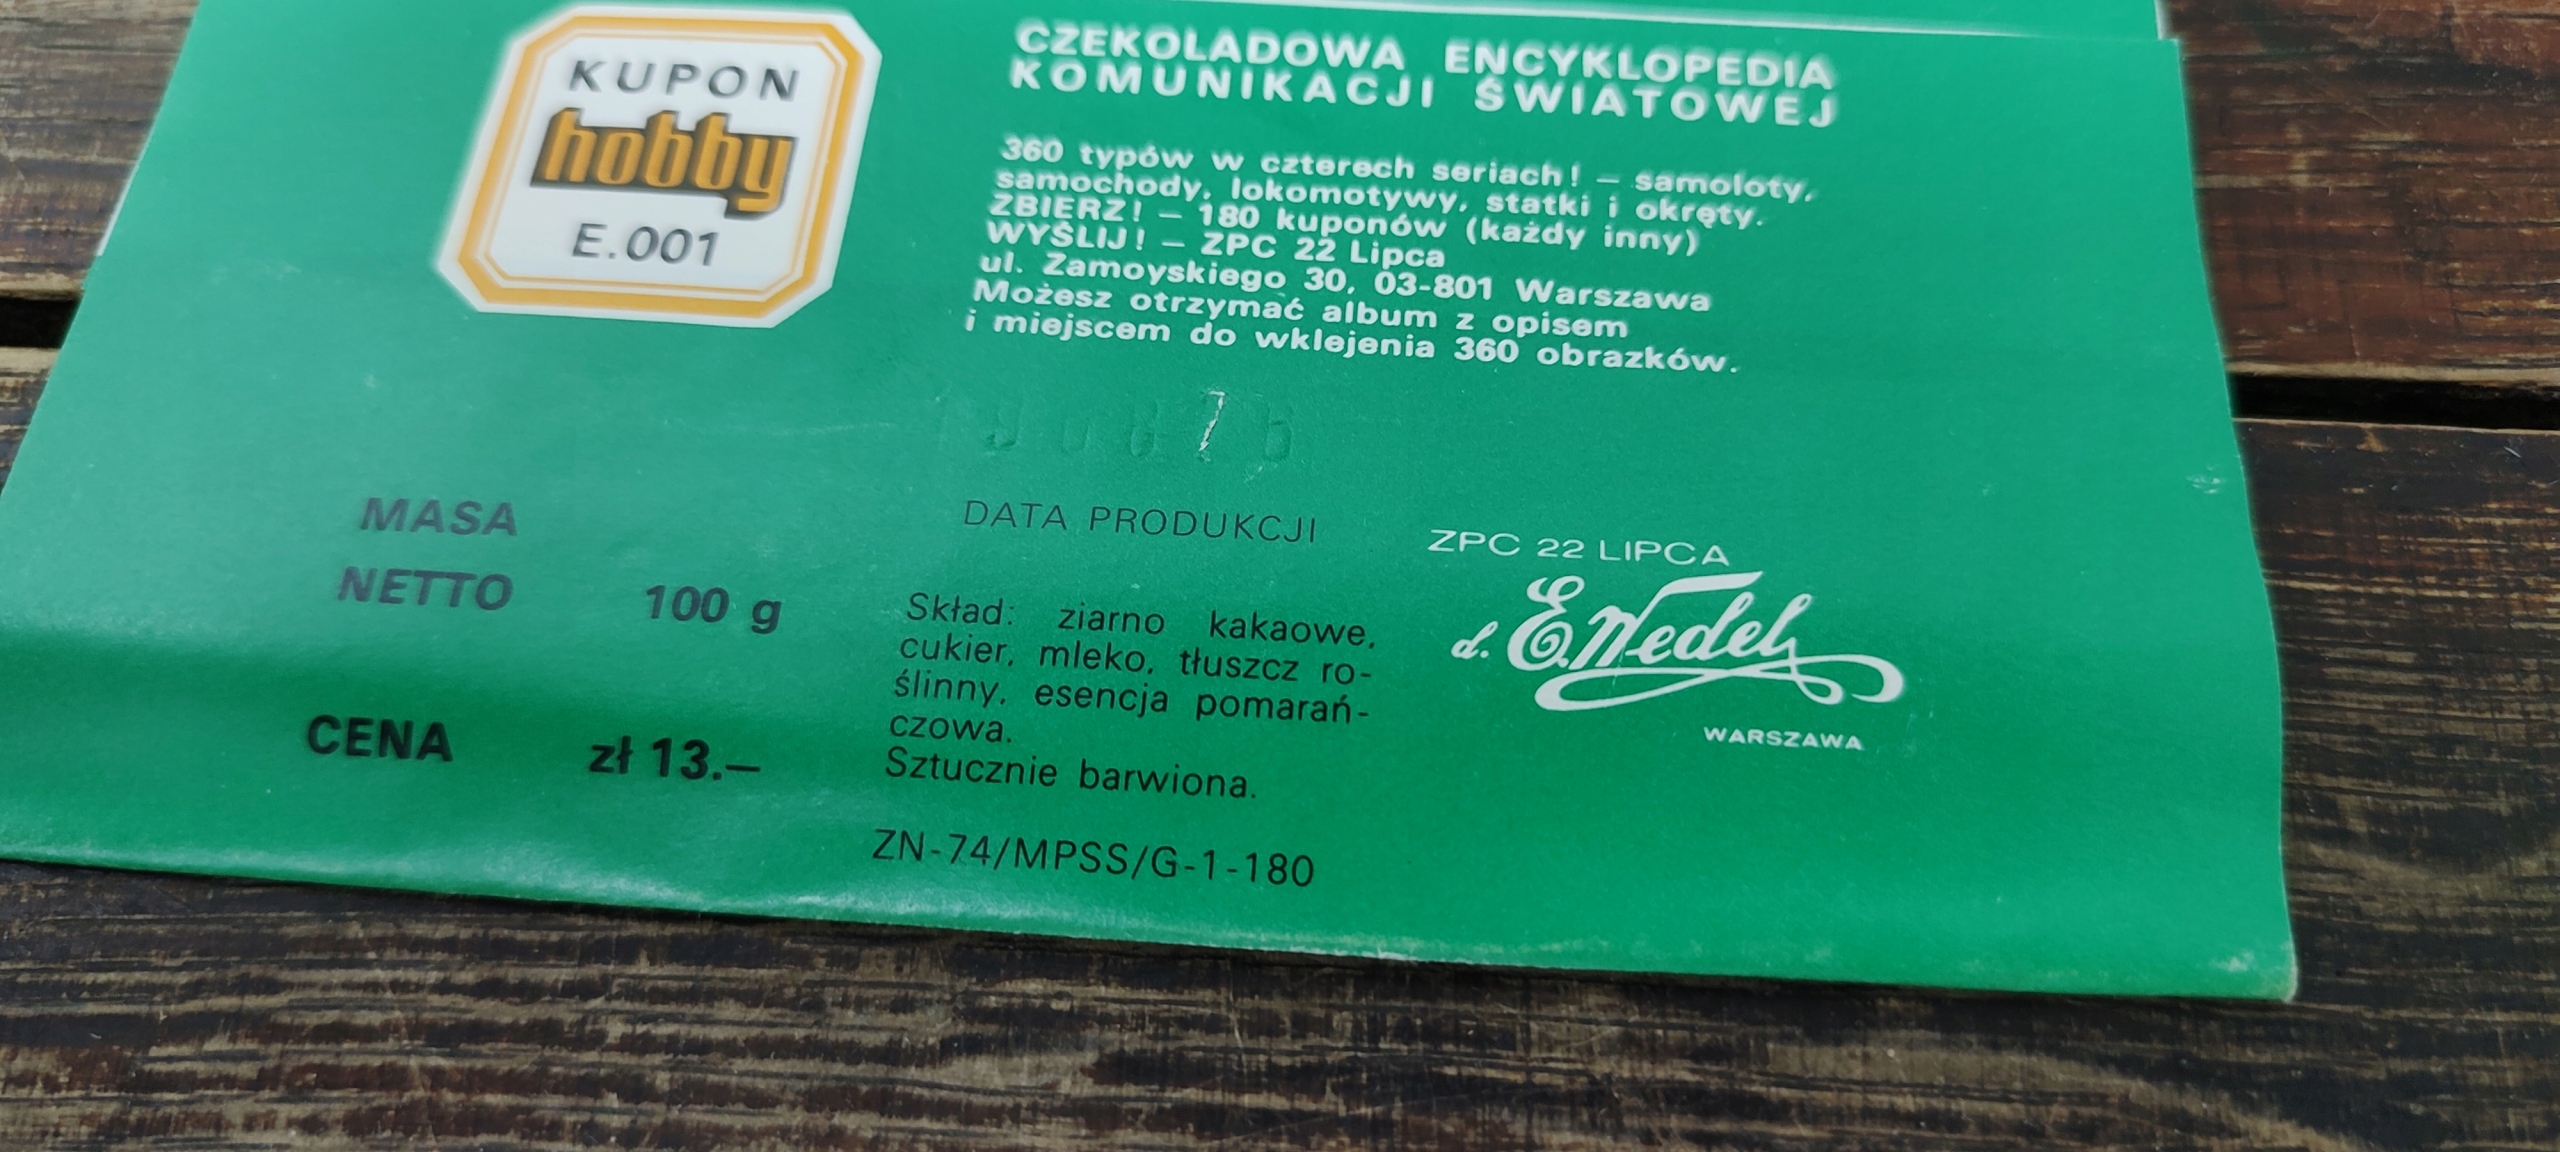 KUPON
hobby
E.001
CZEKOLADOWA ENCYKLOPEDIA
KOMUNIKACJI ŚWIATOWEJ
360 typów w czterech seriach! – samoloty,
samochody, lokomotywy, statki i okręty.
ZBIERZ! – 180 kuponów (każdy inny)
WYŚLIJ! – ZPC 22 Lipca
ul. Zamoyskiego 30, 03-801 Warszawa
Możesz otrzymać album z opisem
i miejscem do wklejenia 360 obrazków.
MASA
NETTO 100 g
CENA zł 13.–
DATA PRODUKCJI
Skład: ziarno kakaowe,
cukier, mleko, tłuszcz ro-
ślinny, esencja pomarań-
czowa.
Sztucznie barwiona.
ZN-74/MPSS/G-1-180
ZPC 22 LIPCA
d. E. Wedel
WARSZAWA